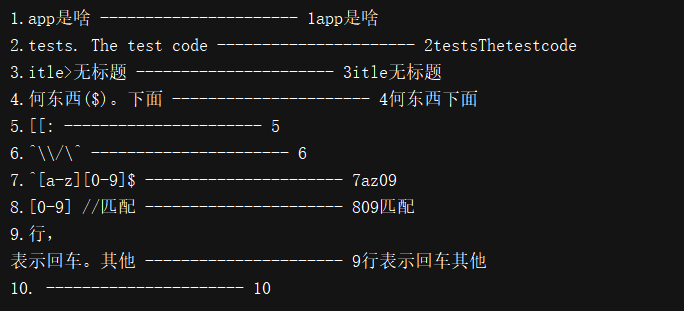 1.app是啥 ---------------------- 1app是啥
2.tests. The test code ---------------------- 2testsThetestcode
3.itle>无标题 ---------------------- 3itle无标题
4.何东西($)。下面 ---------------------- 4何东西下面
5.[[: ---------------------- 5
6.^\\/\^ ---------------------- 6
7.^[a-z][0-9]$ ---------------------- 7az09
8.[0-9] //匹配 ---------------------- 809匹配
9.行,
表示回车。其他 ---------------------- 9行表示回车其他
10. ---------------------- 10